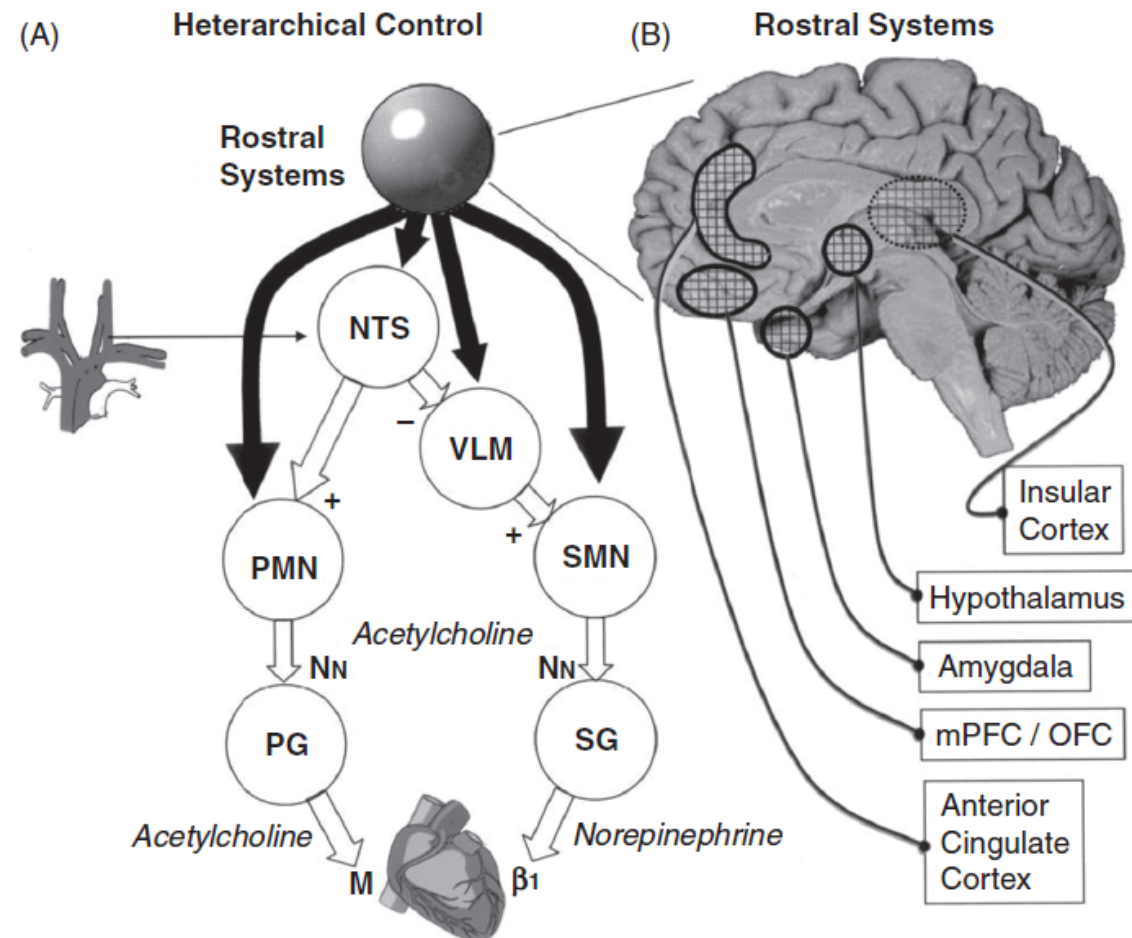 (A)
Heterarchical Control
Rostral
Systems
NTS
−
VLM
+
+
PMN
SMN
Acetylcholine
NN
NN
PG
SG
Acetylcholine
Norepinephrine
M
β1
(B)
Rostral Systems
Insular
Cortex
Hypothalamus
Amygdala
mPFC / OFC
Anterior
Cingulate
Cortex